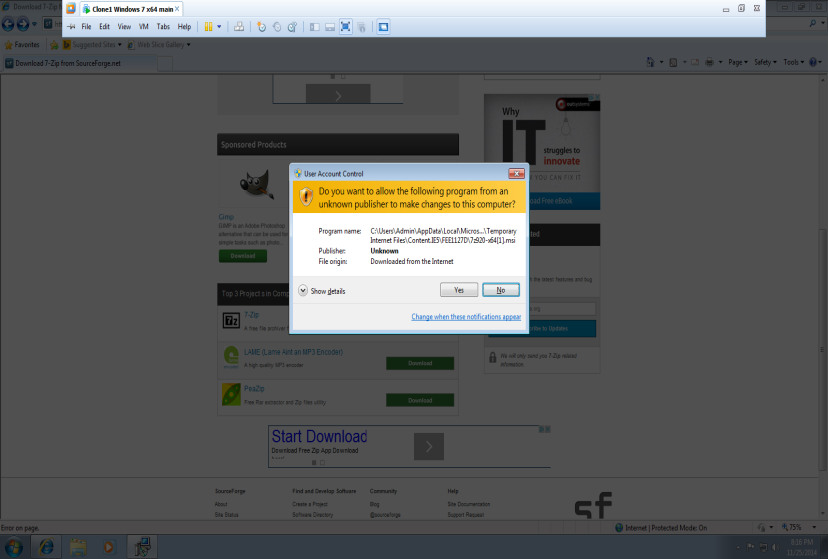 Download 7-Zip
Clone1 Windows 7 x64 main
File Edit View VM Tabs Help
Favorites Suggested Sites Web Slice Gallery
Download 7-Zip from SourceForge.net
Page Safety Tools
Why
IT
struggles to
innovate
YOU CAN FIX IT
Sponsored Products
Gimp
GIMP is an Adobe Photoshop
alternative that can be used for
simple tasks such as photo...
Download
User Account Control
Do you want to allow the following program from an
unknown publisher to make changes to this computer?
Program name: C:\Users\Admin\AppData\Local\Micros...\Temporary
Internet Files\Content.IE5\FEE1127D\7z920-x64[1].msi
Publisher: Unknown
File origin: Downloaded from the Internet
Show details
Yes
No
Change when these notifications appear
Free eBook
the latest features and bug
to Updates
We will only send you 7-Zip related
information.
Top 3 Projects in Comp
7-Zip
A free file archiver
LAME (Lame Aint an MP3 Encoder)
A high quality MP3 encoder
Download
PeaZip
Free Rar extractor and Zip files utility
Download
Start Download
Download Free Zip App Download
SourceForge
About
Site Status
Find and Develop Software
Create a Project
Software Directory
Community
Blog
@sourceforge
Help
Site Documentation
Support Request
sf
Error on page.
Internet | Protected Mode: On
75%
8:16 PM